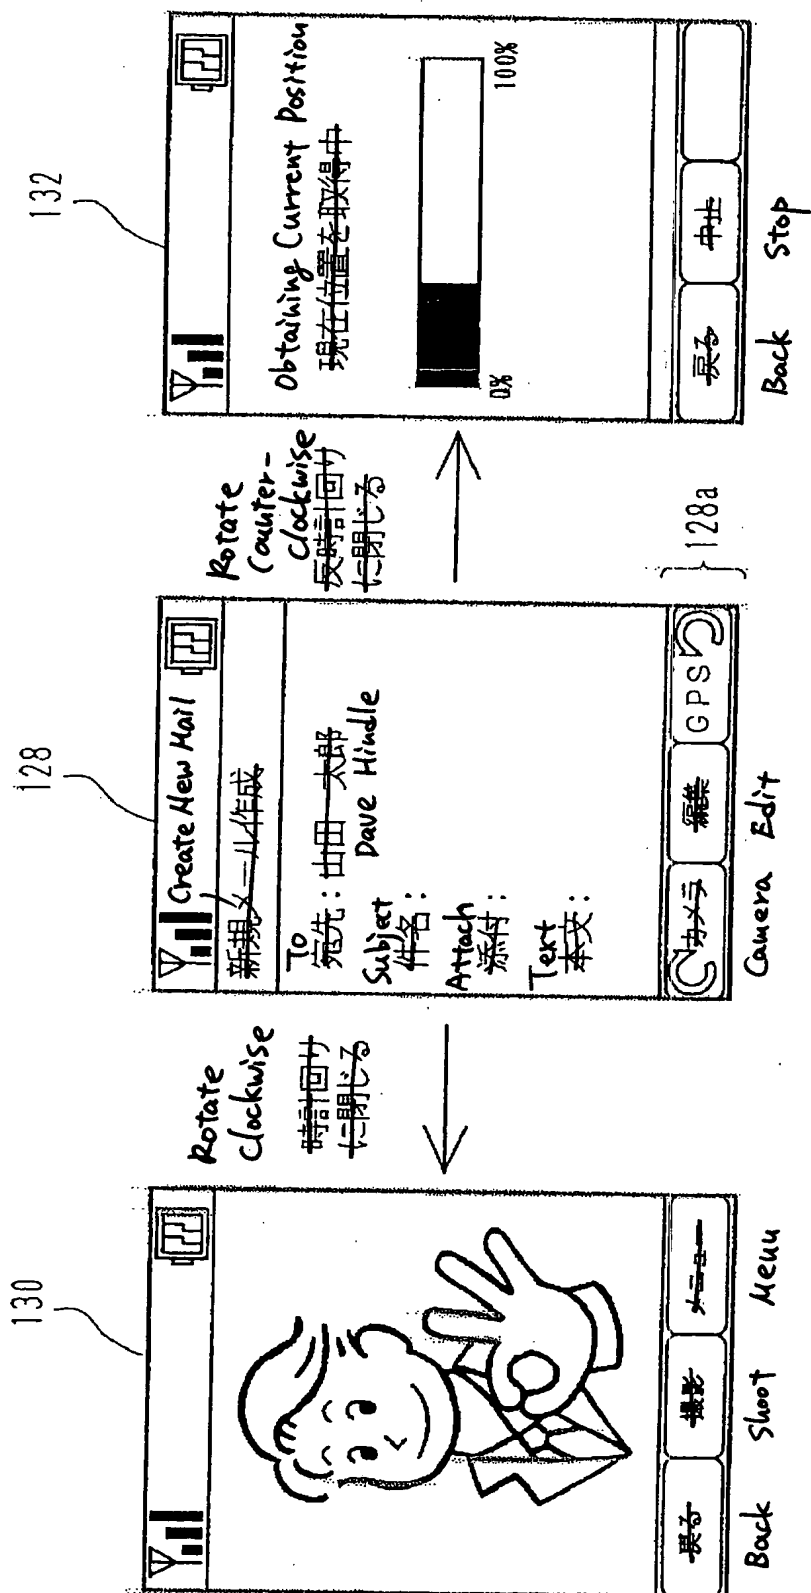 130
戻る
撮影
メニュー
Back
Shoot
Menu
Rotate
Clockwise
時計回り
に閉じる
128
Create New Mail
新規メール作成
To
宛先：山田 太郎
Dave Hindle
Subject
件名：
Attach
添付：
Text
本文：
カメラ
編集
GPS
Camera
Edit
128a
Rotate
Counter-
clockwise
反時計回り
に閉じる
132
Obtaining Current Position
現在位置を取得中
0%
100%
戻る
中止
Back
Stop